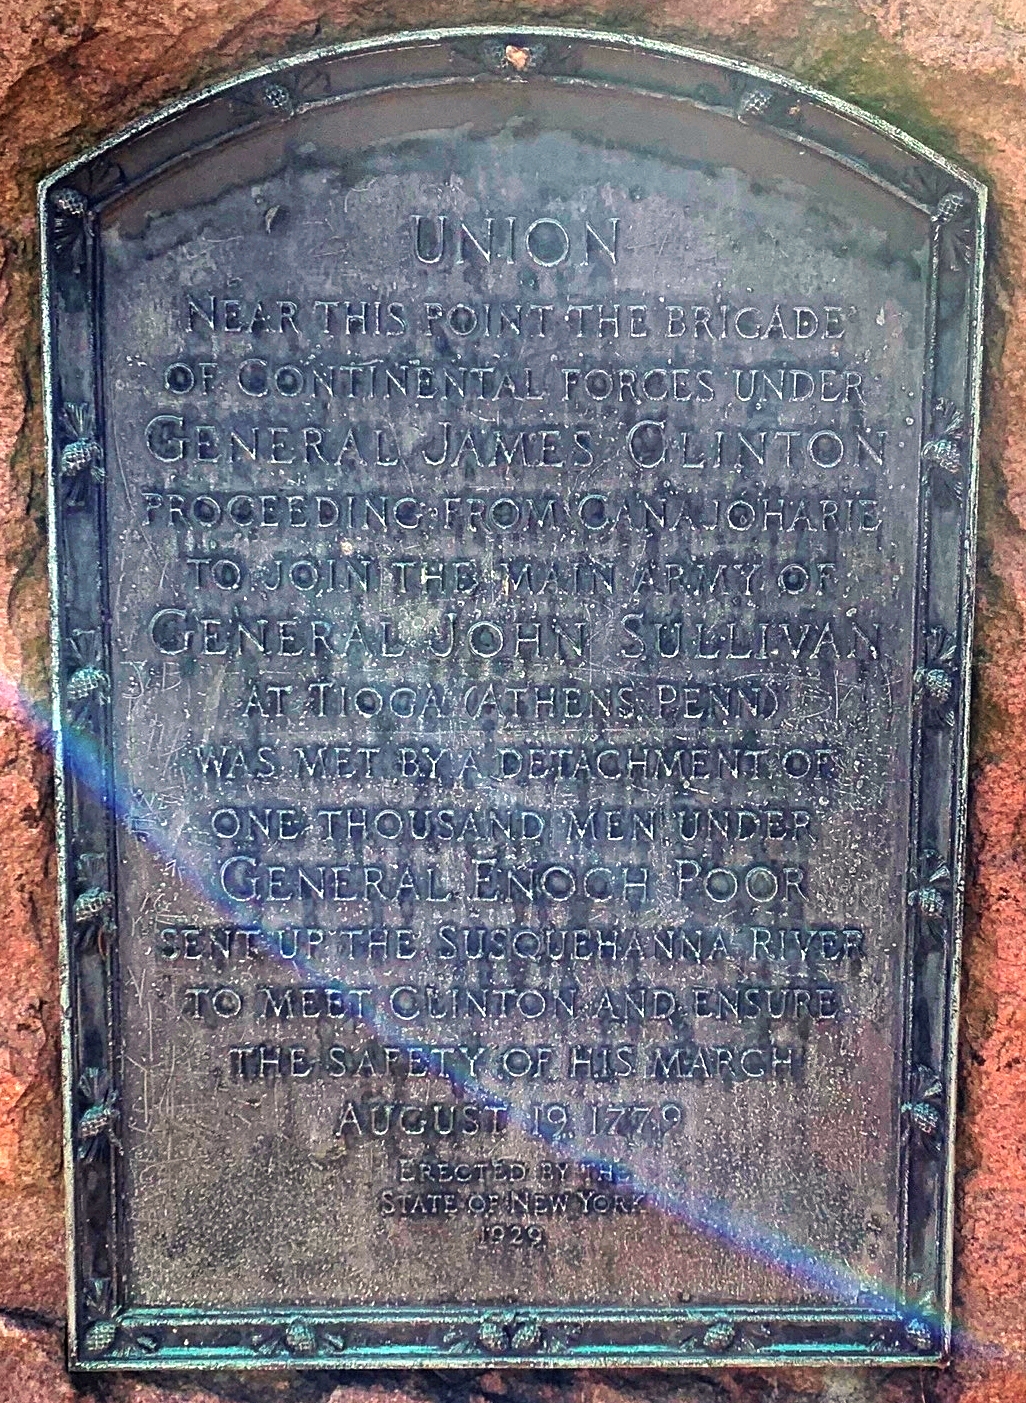 UNION
NEAR THIS POINT THE BRIGADE
OF CONTINENTAL FORCES UNDER
GENERAL JAMES CLINTON
PROCEEDING FROM CANAJOHARIE
TO JOIN THE MAIN ARMY OF
GENERAL JOHN SULLIVAN
AT TIOGA (ATHENS, PENN)
WAS MET BY A DETACHMENT OF
ONE THOUSAND MEN UNDER
GENERAL ENOCH POOR
SENT UP THE SUSQUEHANNA RIVER
TO MEET CLINTON AND ENSURE
THE SAFETY OF HIS MARCH
AUGUST 19, 1779
ERECTED BY THE
STATE OF NEW YORK
1929